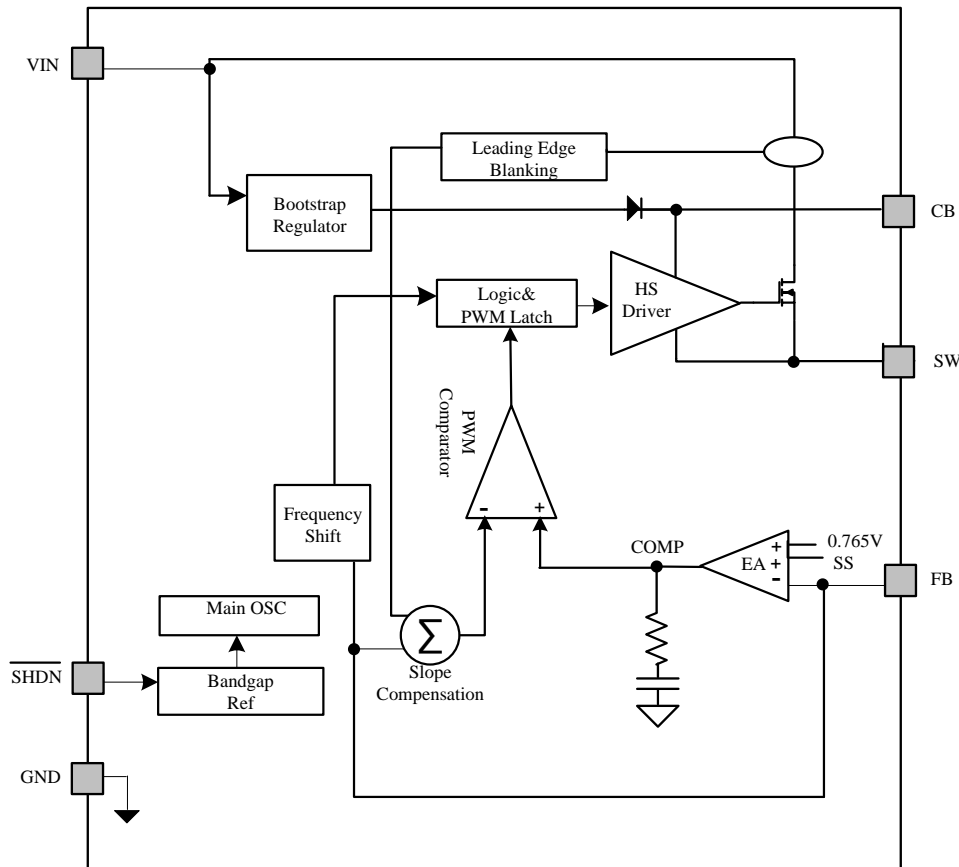 VIN
Leading Edge
Blanking
Bootstrap
Regulator
CB
Logic&
PWM Latch
HS
Driver
SW
PWM
Comparator
-
+
Frequency
Shift
COMP
EA
+
+
-
0.765V
SS
FB
Main OSC
Σ
Slope
Compensation
SHDN
Bandgap
Ref
GND